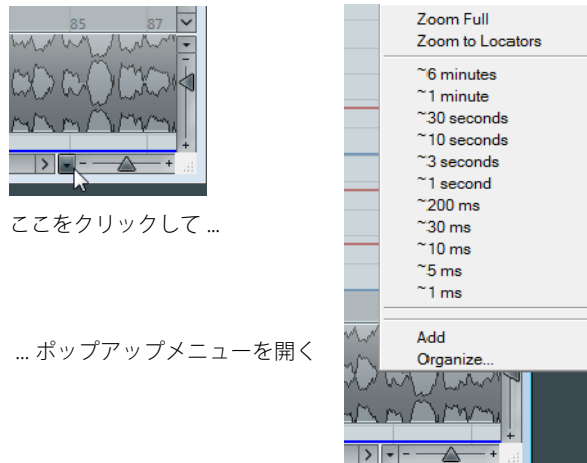 85 87
ここをクリックして ...
... ポップアップメニューを開く
Zoom Full
Zoom to Locators
~6 minutes
~1 minute
~30 seconds
~10 seconds
~3 seconds
~1 second
~200 ms
~30 ms
~10 ms
~5 ms
~1 ms
Add
Organize...